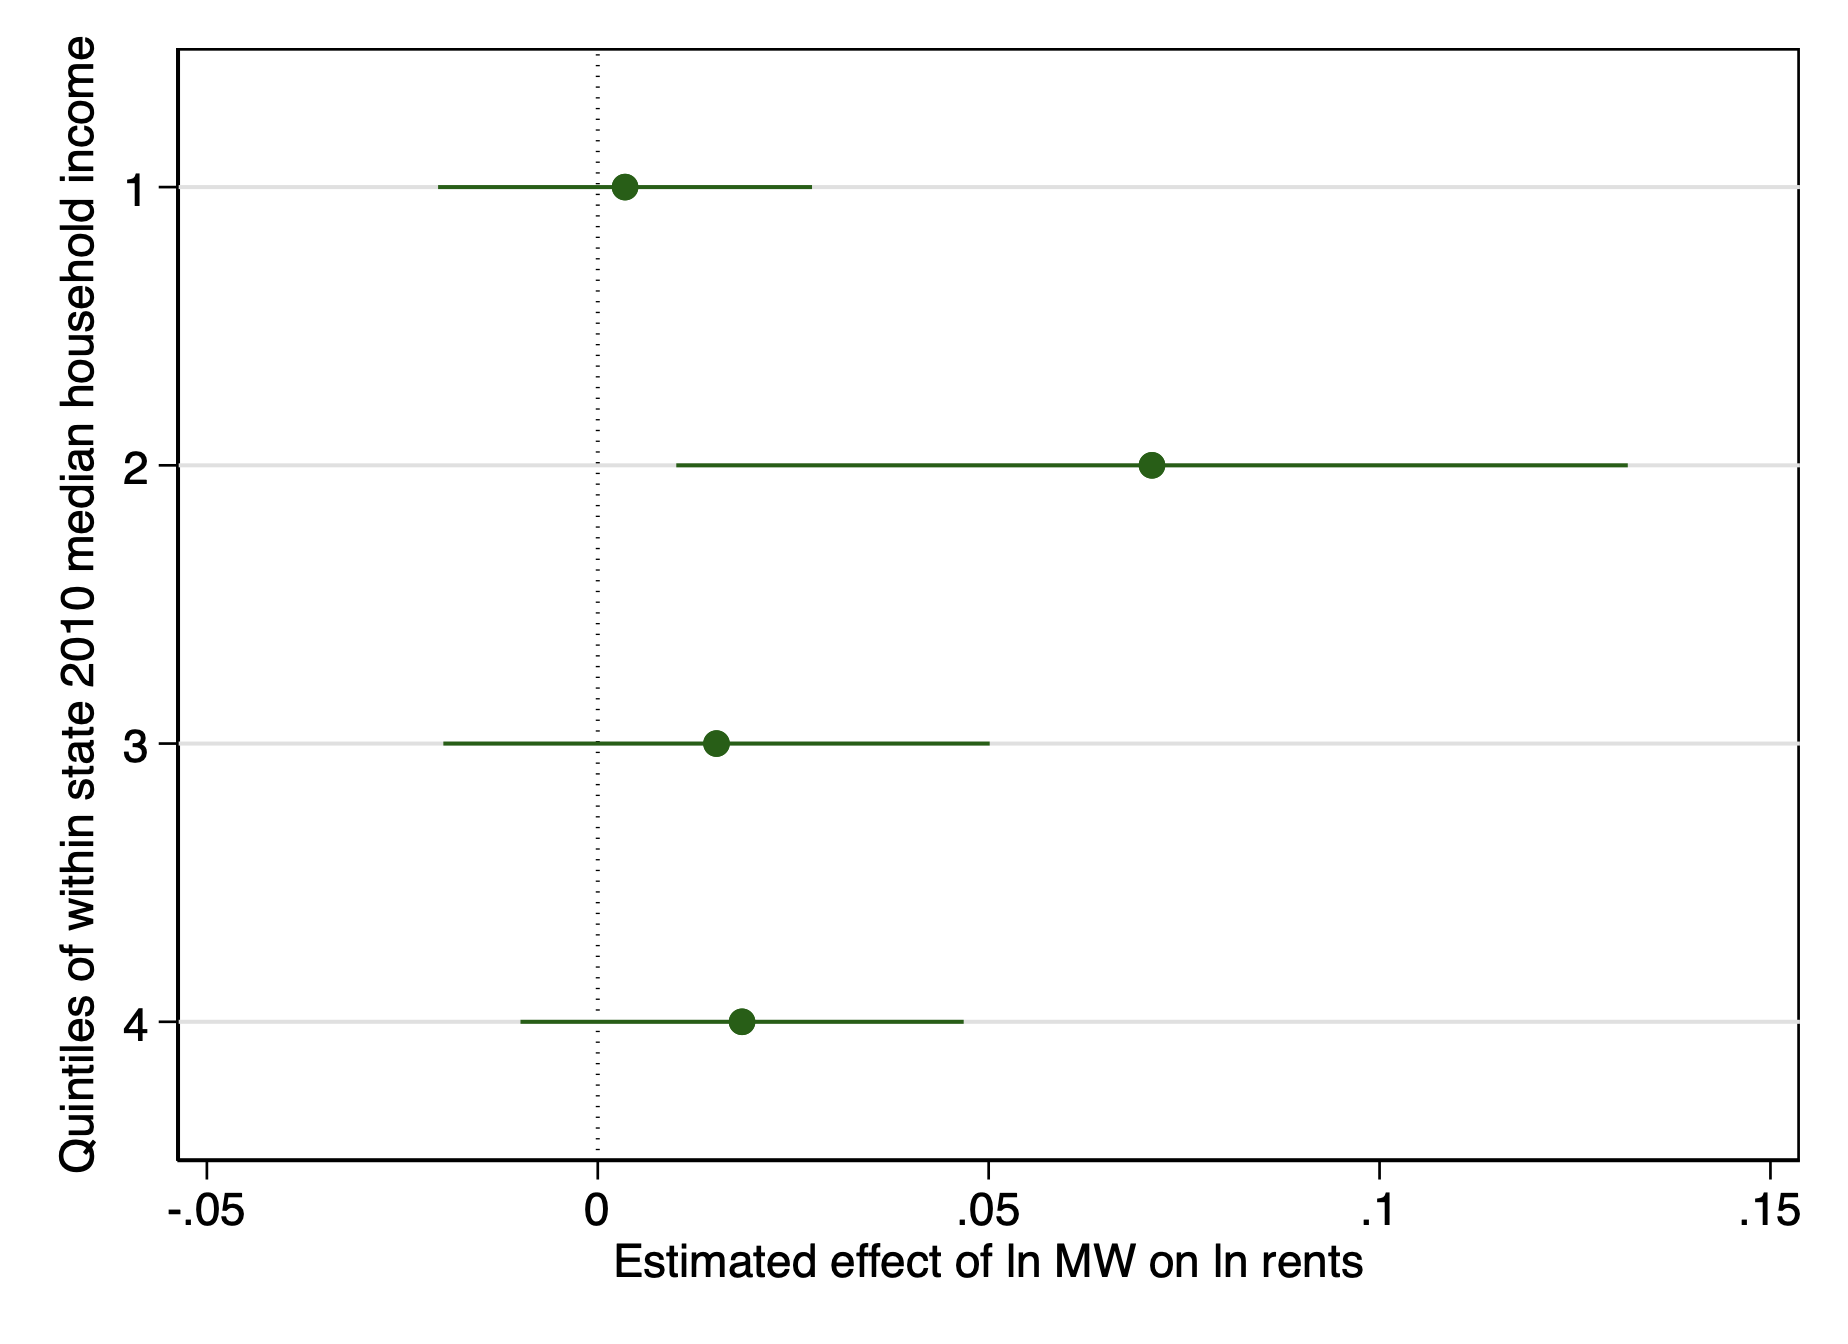 Quintiles of within state 2010 median household income
1
2
3
4
-.05 0 .05 .1 .15
Estimated effect of ln MW on ln rents